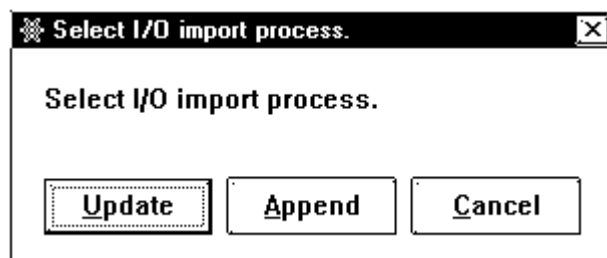 Select I/O import process.
Select I/O import process.
Update Append Cancel